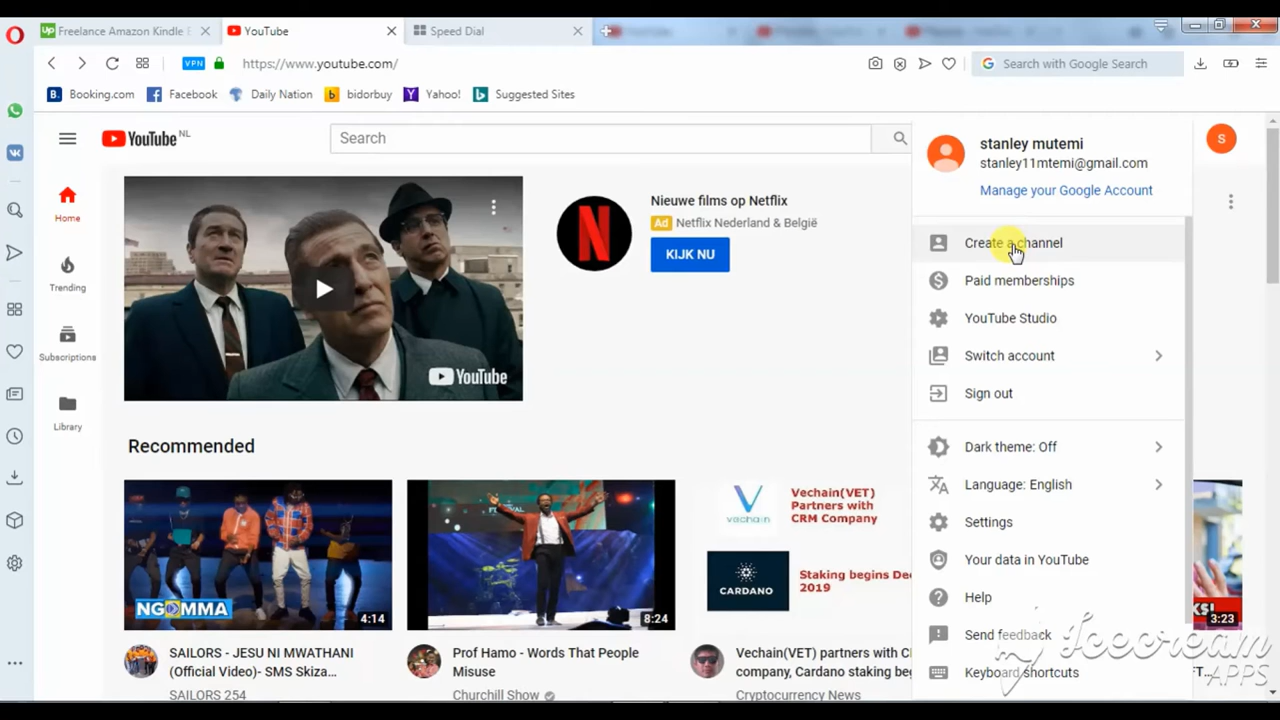 Freelance Amazon Kindle E
YouTube
Speed Dial
VPN
https://www.youtube.com/
Search with Google Search
Booking.com
Facebook
Daily Nation
bidorbuy
Yahoo!
Suggested Sites
YouTube NL
Search
S
stanley mutemi
stanley11mtemi@gmail.com
Manage your Google Account
Home
Trending
Subscriptions
Library
YouTube
Nieuwe films op Netflix
Ad Netflix Nederland & België
KIJK NU
Create a channel
Paid memberships
YouTube Studio
Switch account
Sign out
Dark theme: Off
Language: English
Settings
Your data in YouTube
Help
Send feedback
Keyboard shortcuts
Recommended
NGOMMA
4:14
SAILORS - JESU NI MWATHANI
(Official Video)- SMS Skiza...
SAILORS 254
8:24
Prof Hamo - Words That People
Misuse
Churchill Show
vechain
Vechain(VET)
Partners with
CRM Company
CARDANO
Staking begins Dec
2019
Vechain(VET) partners with CI
company, Cardano staking beg
Cryptocurrency News
3:23
Icecream
APPS